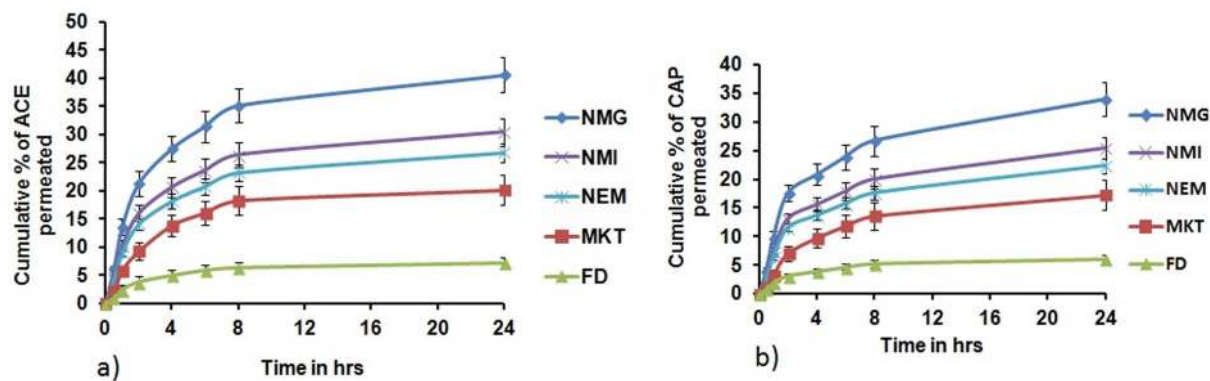 Cumulative % of ACE
permeated
50
45
40
35
30
25
20
15
10
5
0
0 4 8 12 16 20 24
Time in hrs
a)
NMG
NMI
NEM
MKT
FD
Cumulative % of CAP
permeated
40
35
30
25
20
15
10
5
0
0 4 8 12 16 20 24
Time in hrs
b)
NMG
NMI
NEM
MKT
FD